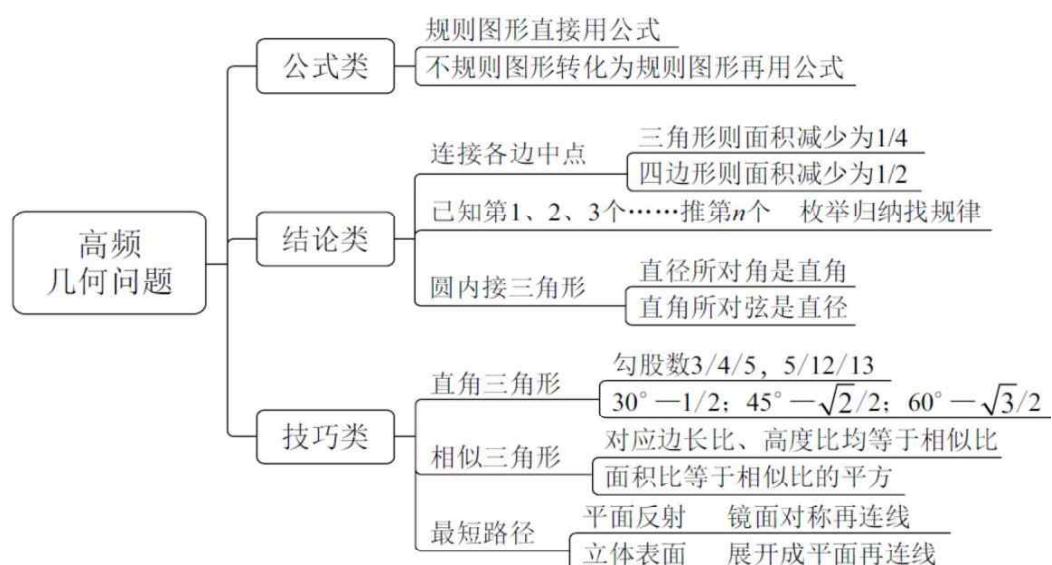 高频
几何问题
公式类
规则图形直接用公式
不规则图形转化为规则图形再用公式
结论类
连接各边中点
三角形则面积减少为1/4
四边形则面积减少为1/2
已知第1、2、3个……推第n个 枚举归纳找规律
圆内接三角形
直径所对角是直角
直角所对弦是直径
技巧类
直角三角形
勾股数3/4/5，5/12/13
30°—1/2；45°—√2/2；60°—√3/2
相似三角形
对应边长比、高度比均等于相似比
面积比等于相似比的平方
最短路径
平面反射 镜面对称再连线
立体表面 展开成平面再连线